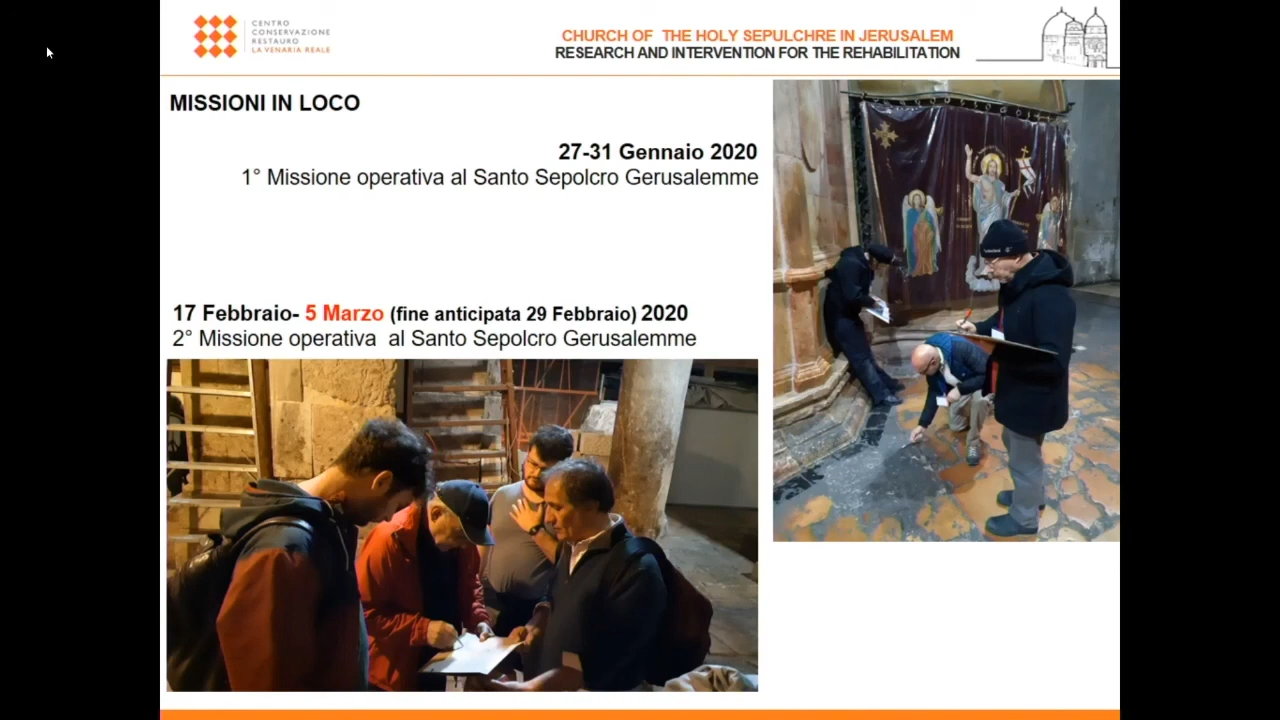 CENTRO
CONSERVAZIONE
RESTAURO
LA VENARIA REALE
CHURCH OF THE HOLY SEPULCHRE IN JERUSALEM
RESEARCH AND INTERVENTION FOR THE REHABILITATION
MISSIONI IN LOCO
27-31 Gennaio 2020
1° Missione operativa al Santo Sepolcro Gerusalemme
17 Febbraio- 5 Marzo (fine anticipata 29 Febbraio) 2020
2° Missione operativa al Santo Sepolcro Gerusalemme